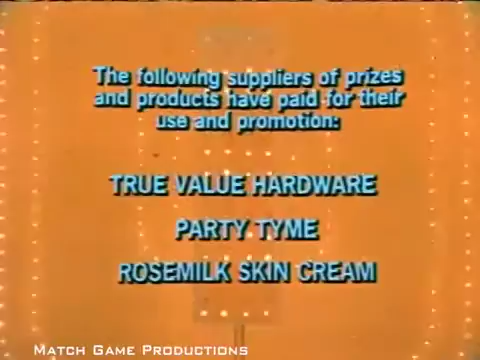 The following suppliers of prizes
and products have paid for their
use and promotion:
TRUE VALUE HARDWARE
PARTY TYME
ROSEMILK SKIN CREAM
MATCH GAME PRODUCTIONS